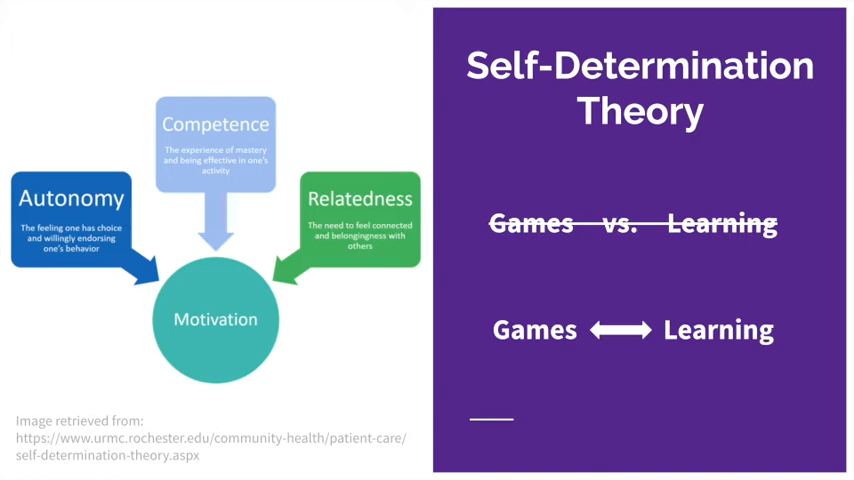 Competence
The experience of mastery
and being effective in one's
activity
Autonomy
The feeling one has choice
and willingly endorsing
one's behavior
Relatedness
The need to feel connected
and belongingness with
others
Motivation
Image retrieved from:
https://www.urmc.rochester.edu/community-health/patient-care/
self-determination-theory.aspx
Self-Determination
Theory
Games vs. Learning
Games Learning